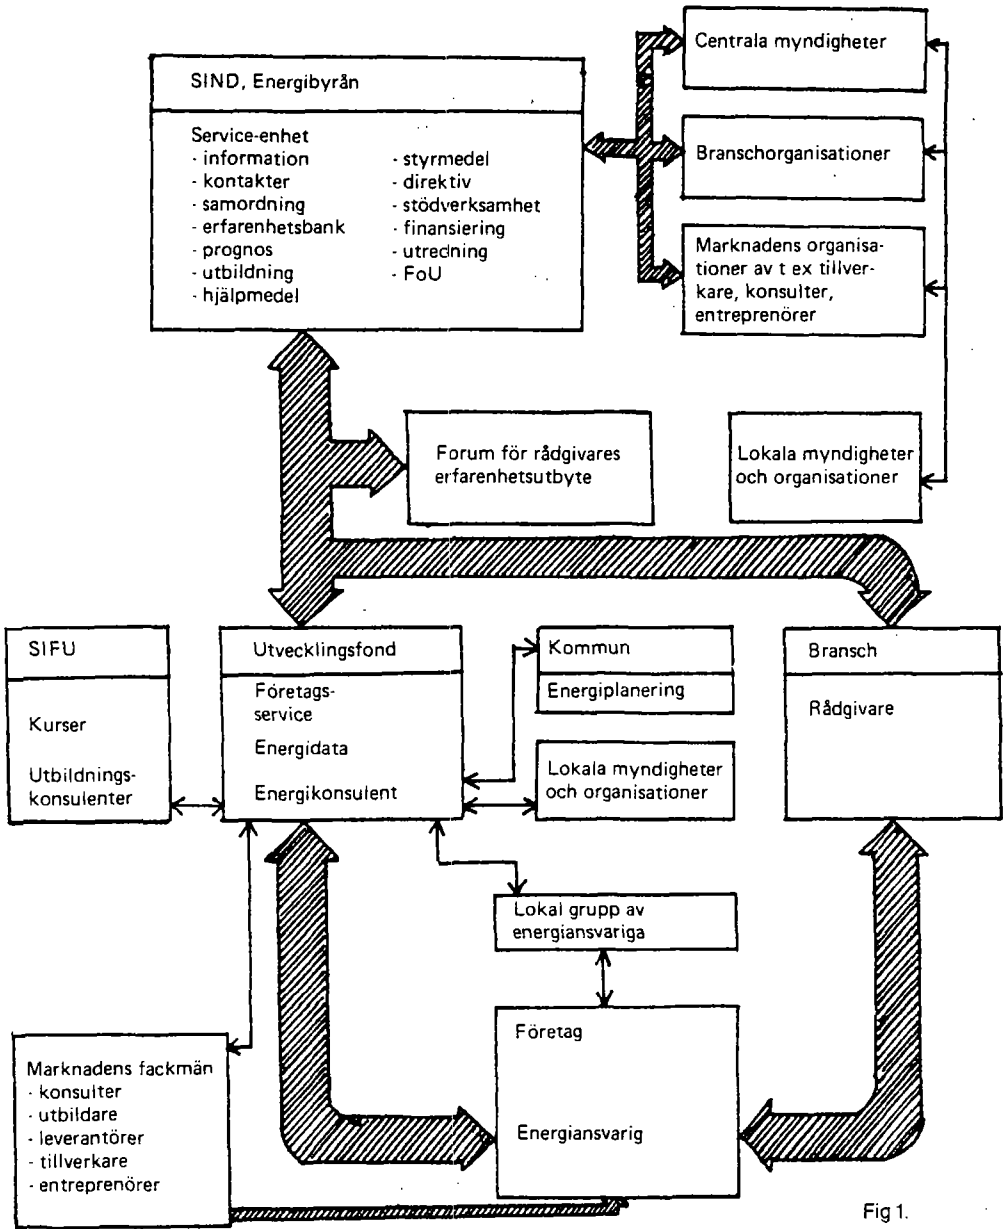 Centrala myndigheter
SIND, Energibyrån
Service-enhet
- information
- kontakter
- samordning
- erfarenhetsbank
- prognos
- utbildning
- hjälpmedel
- styrmedel
- direktiv
- stödverksamhet
- finansiering
- utredning
- FoU
Branschorganisationer
Marknadens organisa-
tioner av t ex tillver-
kare, konsulter,
entreprenörer
Forum för rådgivares
erfarenhetsutbyte
Lokala myndigheter
och organisationer
SIFU
Kurser
Utbildnings-
konsulenter
Utvecklingsfond
Företags-
service
Energidata
Energikonsulent
Kommun
Energiplanering
Lokala myndigheter
och organisationer
Bransch
Rådgivare
Lokal grupp av
energiansvariga
Företag
Energiansvarig
Marknadens fackmän
- konsulter
- utbildare
- leverantörer
- tillverkare
- entreprenörer
Fig 1.